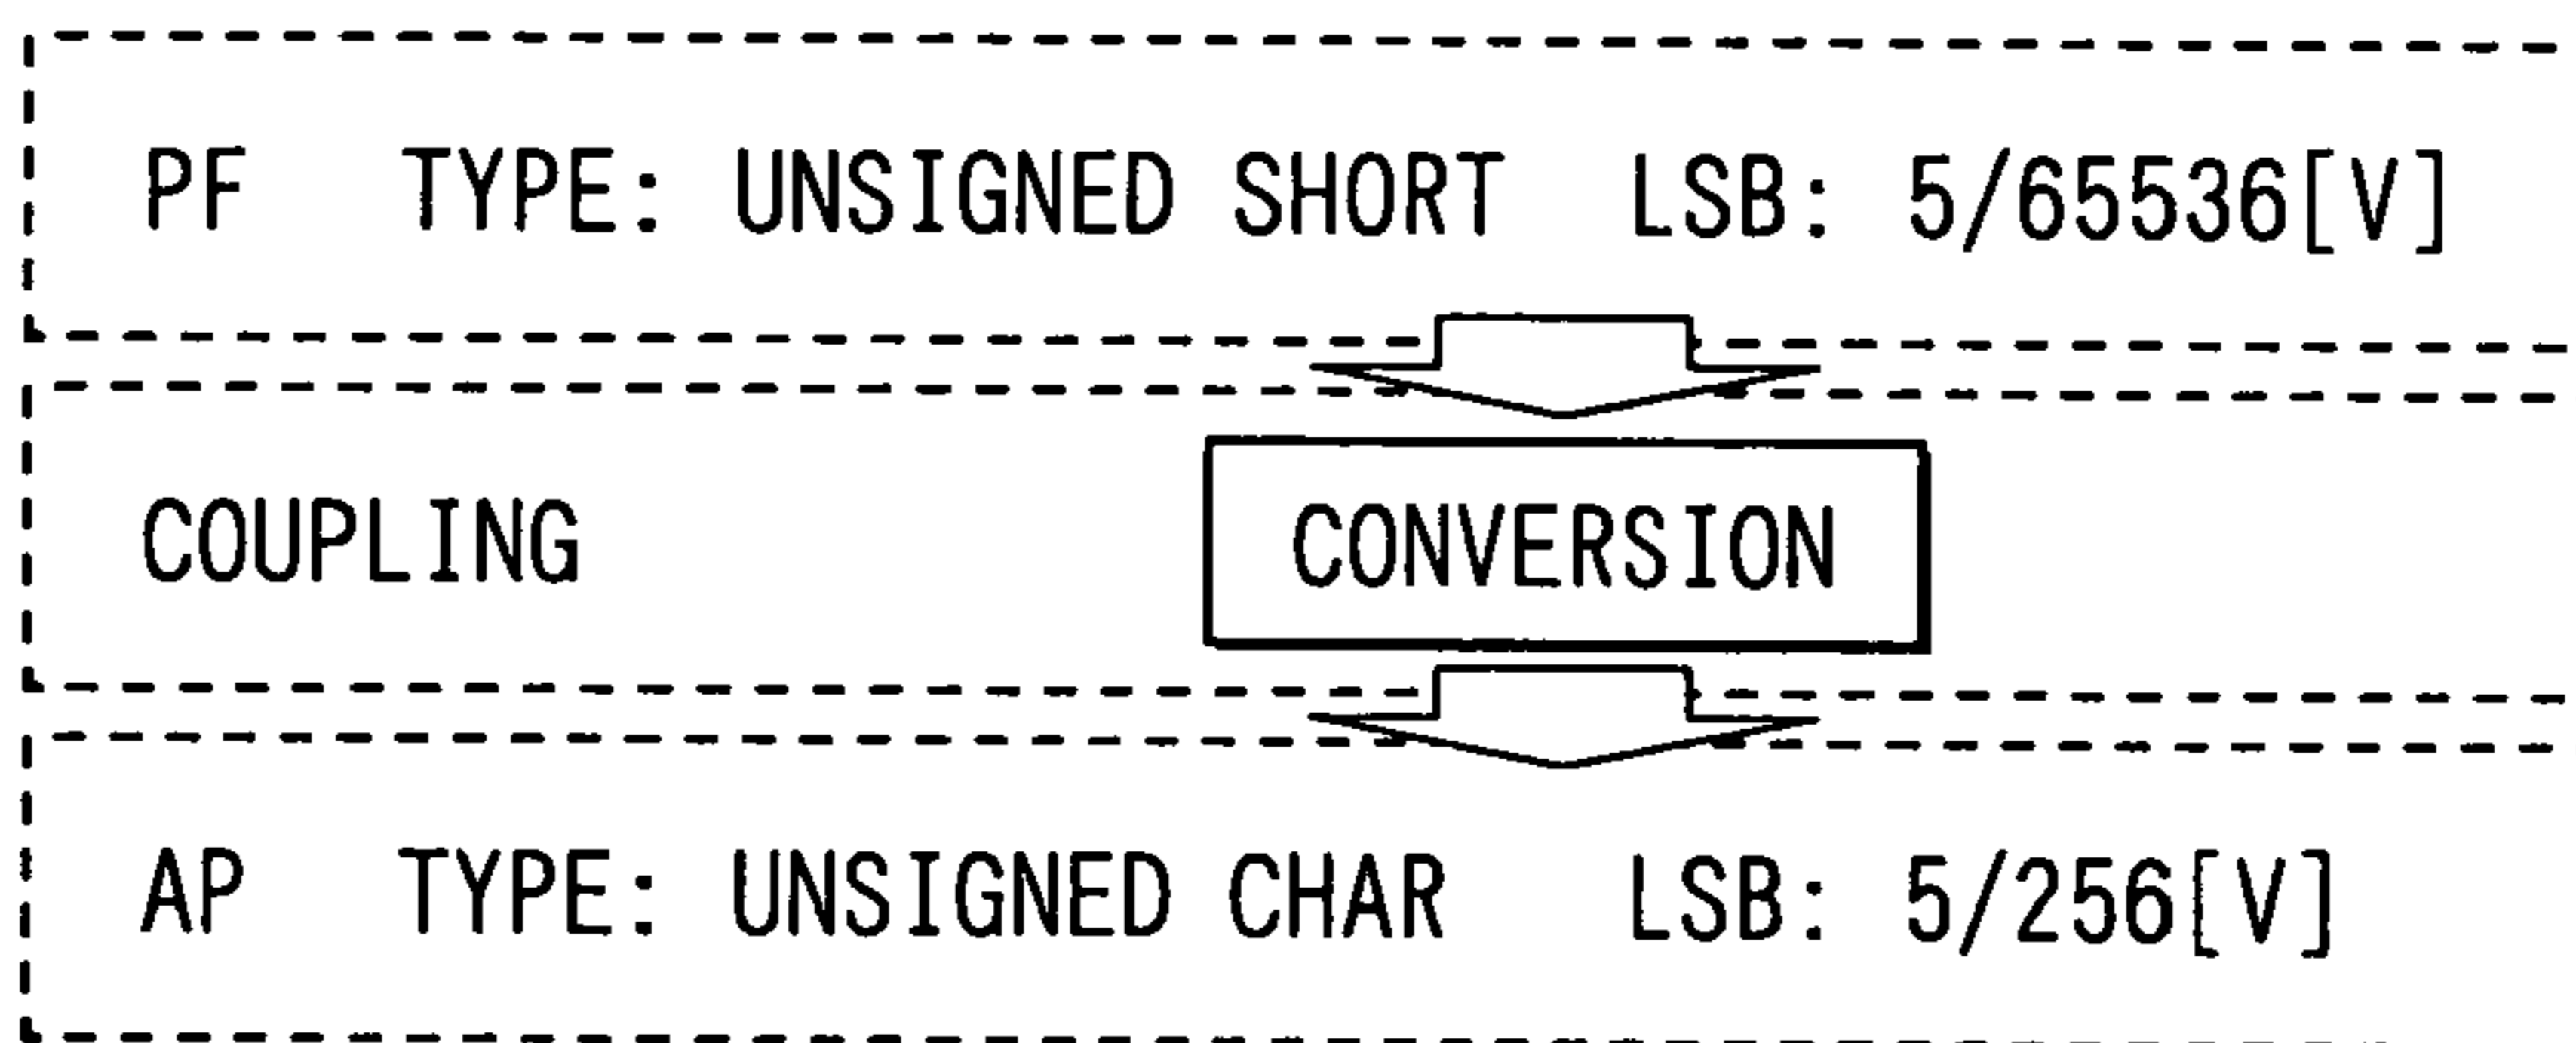 PF TYPE: UNSIGNED SHORT LSB: 5/65536[V]
COUPLING CONVERSION
AP TYPE: UNSIGNED CHAR LSB: 5/256[V]